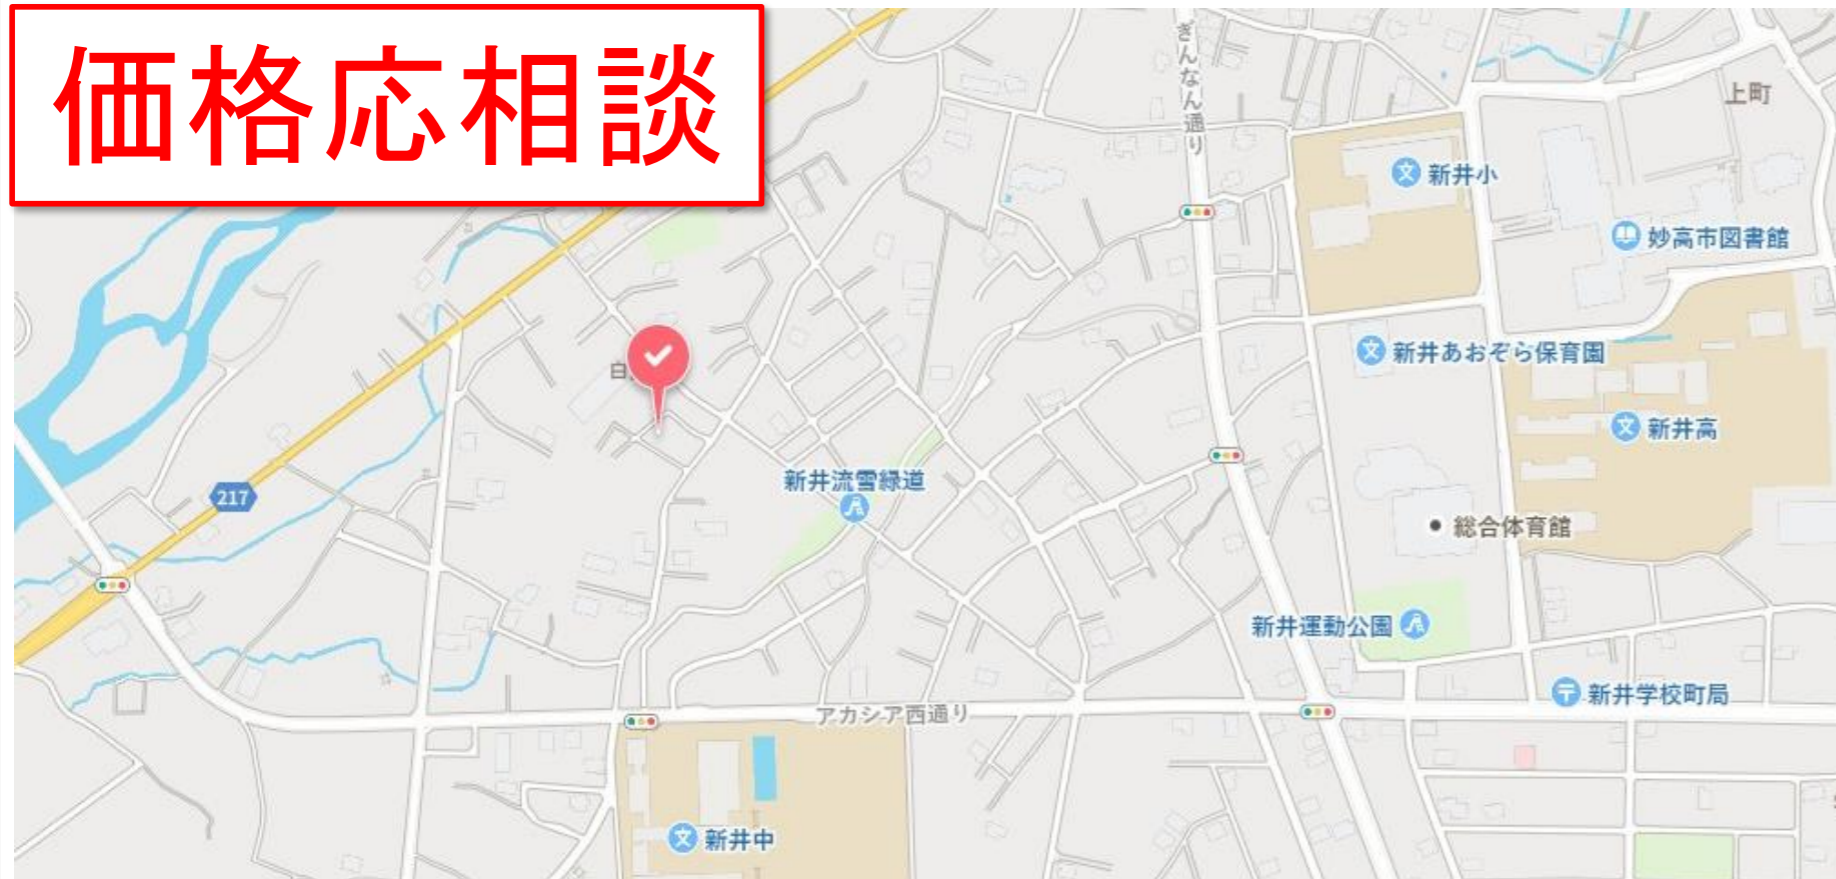 価格応相談
ぎんなん通り
上町
新井小
妙高市図書館
新井あおぞら保育園
白
新井高
新井流雪緑道
217
総合体育館
新井運動公園
新井学校町局
アカシア西通り
新井中